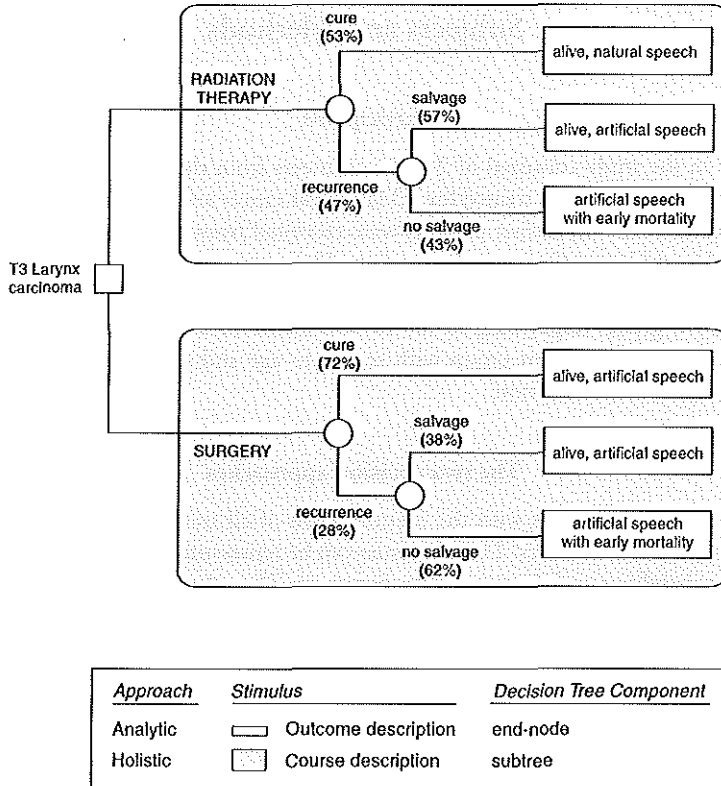 cure
(53%)
alive, natural speech
RADIATION
THERAPY
salvage
(57%)
alive, artificial speech
recurrence
(47%)
artificial speech
with early mortality
no salvage
(43%)
T3 Larynx
carcinoma
cure
(72%)
alive, artificial speech
SURGERY
salvage
(38%)
alive, artificial speech
recurrence
(28%)
artificial speech
with early mortality
no salvage
(62%)
Approach Stimulus Decision Tree Component
Analytic Outcome description end-node
Holistic Course description subtree